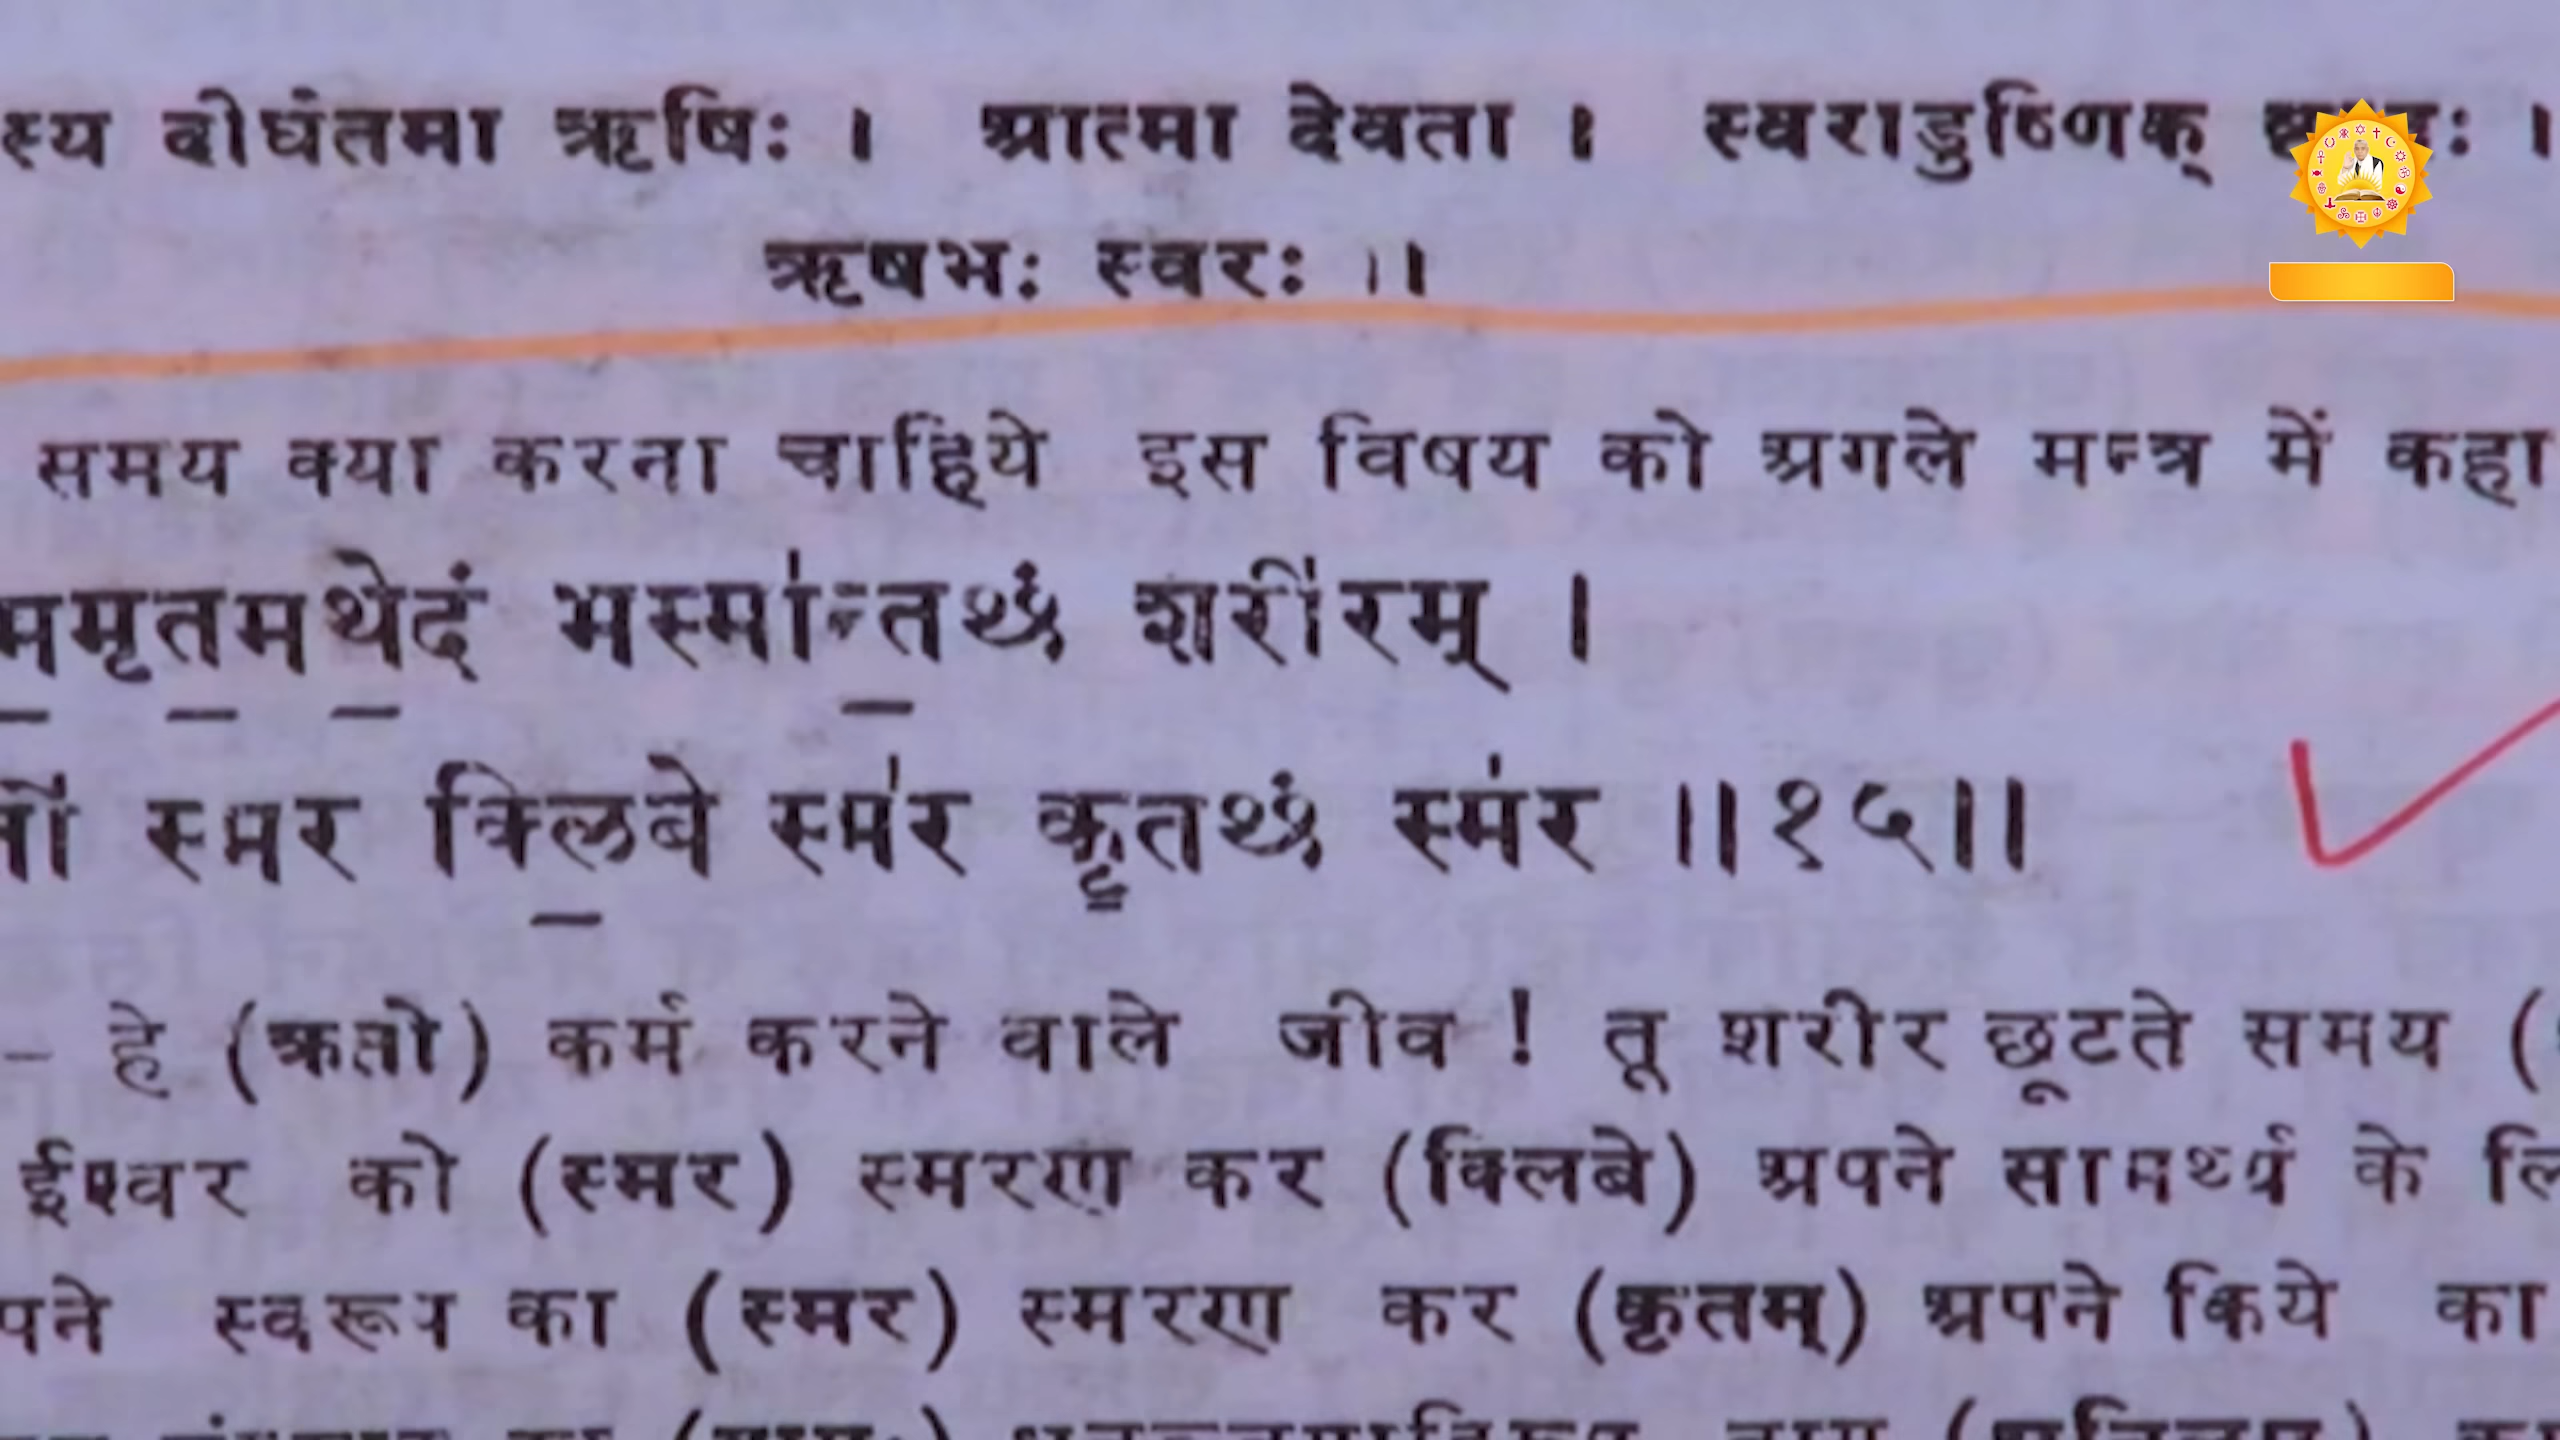 स्य दीर्घतमा ऋषिः । आत्मा देवता । स्वराडुष्णिक् ः ।
ऋषभः स्वरः ।।
समय क्या करना चाहिये इस विषय को अगले मन्त्र में कहा
ममृतमथेदं भस्मा॑न्तꣳ शरी॑रम् ।
स्मर क्लिबे स्म॑र कृतꣳ स्म॑र ॥१५॥
– हे (क्रतो) कर्म करने वाले जीव ! तू शरीर छूटते समय (
ईश्वर को (स्मर) स्मरण कर (क्लिबे) अपने सामर्थ्य के लि
पने स्वरूप का (स्मर) स्मरण कर (कृतम्) अपने किये का